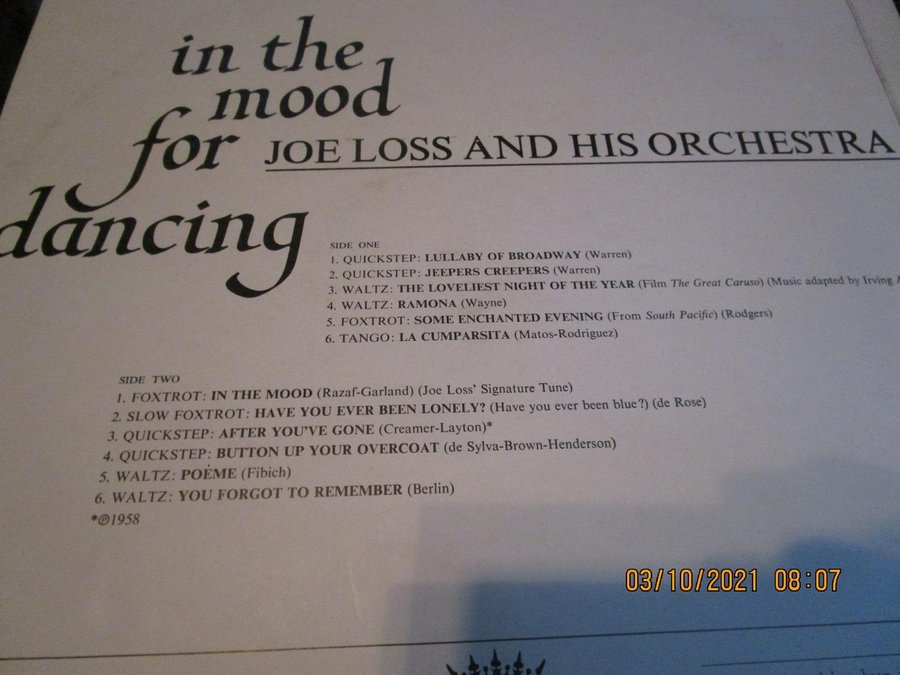 in the
mood
for
dancing
JOE LOSS AND HIS ORCHESTRA
SIDE ONE
1. QUICKSTEP: LULLABY OF BROADWAY (Warren)
2. QUICKSTEP: JEEPERS CREEPERS (Warren)
3. WALTZ: THE LOVELIEST NIGHT OF THE YEAR (Film The Great Caruso) (Music adapted by Irving
4. WALTZ: RAMONA (Wayne)
5. FOXTROT: SOME ENCHANTED EVENING (From South Pacific) (Rodgers)
6. TANGO: LA CUMPARSITA (Matos-Rodriguez)
SIDE TWO
1. FOXTROT: IN THE MOOD (Razaf-Garland) (Joe Loss' Signature Tune)
2. SLOW FOXTROT: HAVE YOU EVER BEEN LONELY? (Have you ever been blue?) (de Rose)
3. QUICKSTEP: AFTER YOU'VE GONE (Creamer-Layton)*
4. QUICKSTEP: BUTTON UP YOUR OVERCOAT (de Sylva-Brown-Henderson)
5. WALTZ: POÈME (Fibich)
6. WALTZ: YOU FORGOT TO REMEMBER (Berlin)
*℗1958
03/10/2021 08:07